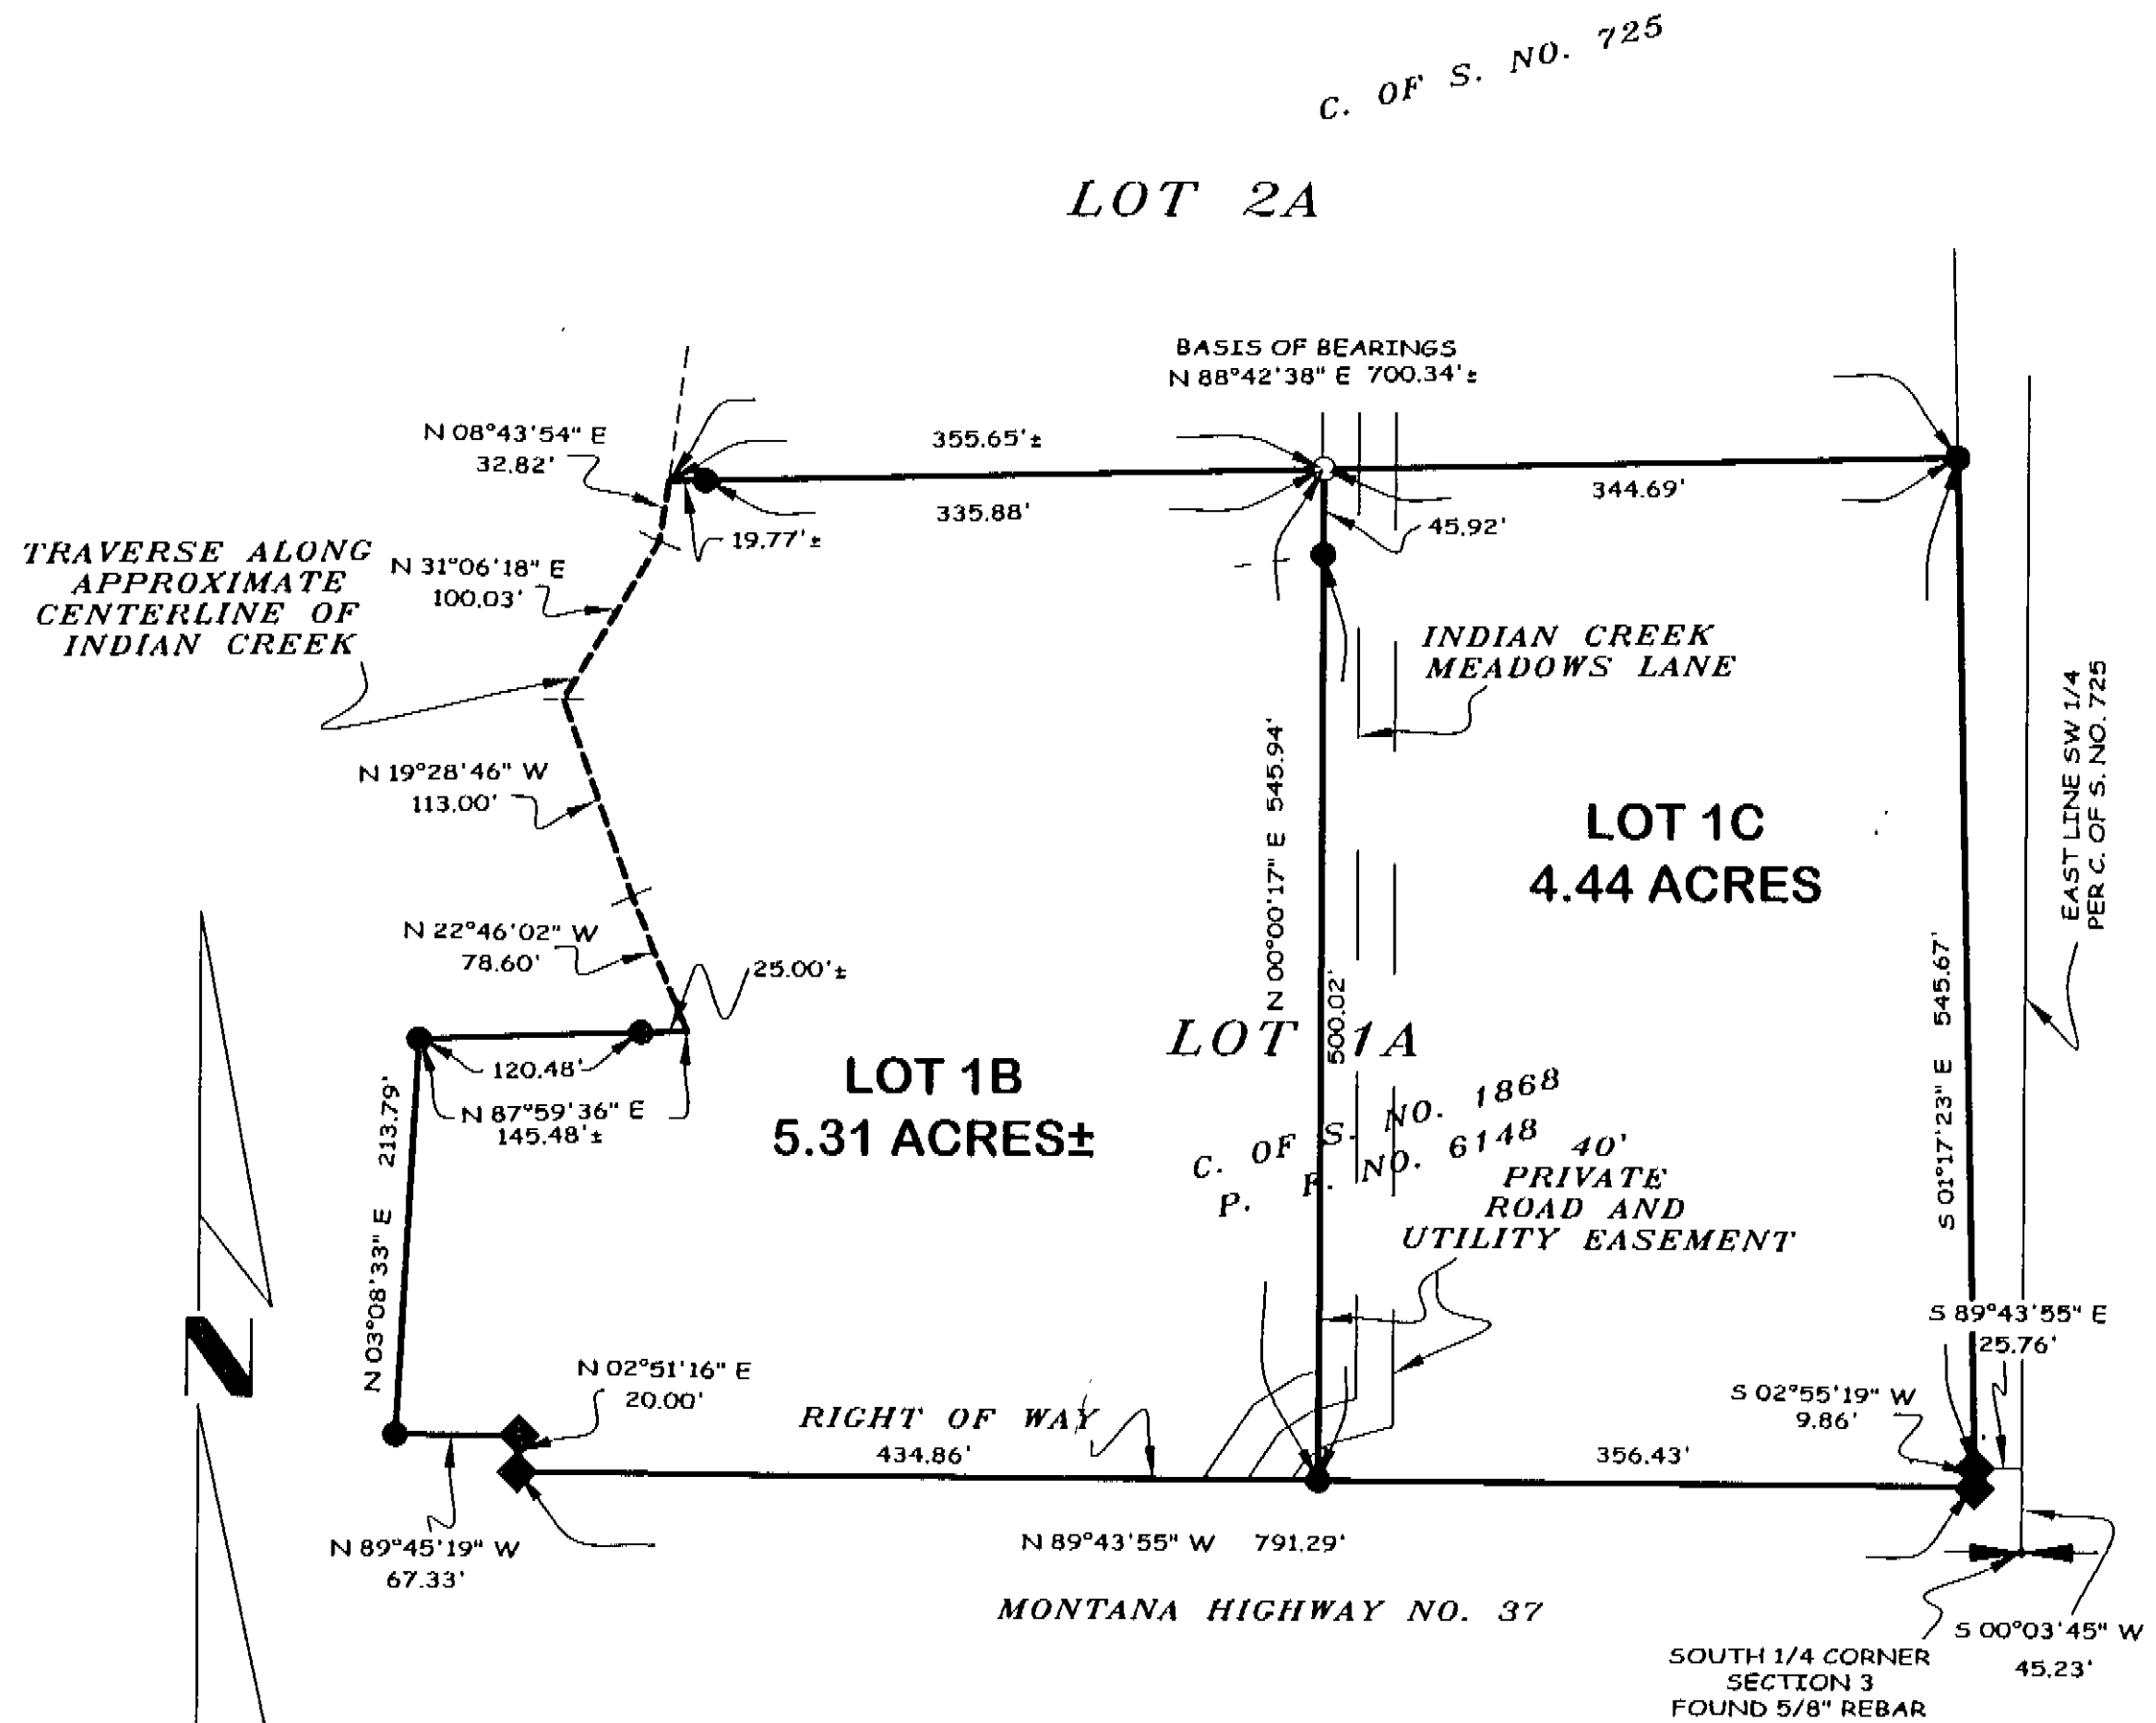 C. OF S. NO. 725
LOT 2A
BASIS OF BEARINGS
N 88°42'38" E 700.34'±
N 08°43'54" E
32.82'
355.65'±
335.88'
344.69'
19.77'±
45.92'
TRAVERSE ALONG
APPROXIMATE
CENTERLINE OF
INDIAN CREEK
N 31°06'18" E
100.03'
INDIAN CREEK
MEADOWS LANE
N 19°28'46" W
113.00'
N 00°00'17" E 545.94'
500.02'
LOT 1C
4.44 ACRES
EAST LINE SW 1/4
PER C. OF S. NO. 725
N 22°46'02" W
78.60'
25.00'±
S 01°17'23" E 545.67'
LOT 1A
C. OF S. NO. 1868
P. F. NO. 6148
120.48'
N 87°59'36" E
145.48'±
LOT 1B
5.31 ACRES±
N 03°08'33" E 213.79'
40'
PRIVATE
ROAD AND
UTILITY EASEMENT
S 89°43'55" E
25.76'
N
N 02°51'16" E
20.00'
S 02°55'19" W
9.86'
RIGHT OF WAY
434.86'
356.43'
N 89°45'19" W
67.33'
N 89°43'55" W 791.29'
MONTANA HIGHWAY NO. 37
S 00°03'45" W
45.23'
SOUTH 1/4 CORNER
SECTION 3
FOUND 5/8" REBAR